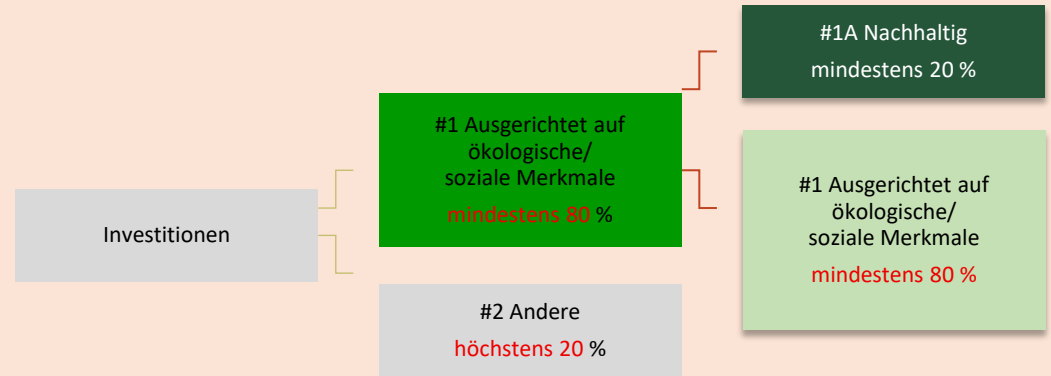 Investitionen
#1 Ausgerichtet auf
ökologische/
soziale Merkmale
mindestens 80 %
#2 Andere
höchstens 20 %
#1A Nachhaltig
mindestens 20 %
#1 Ausgerichtet auf
ökologische/
soziale Merkmale
mindestens 80 %